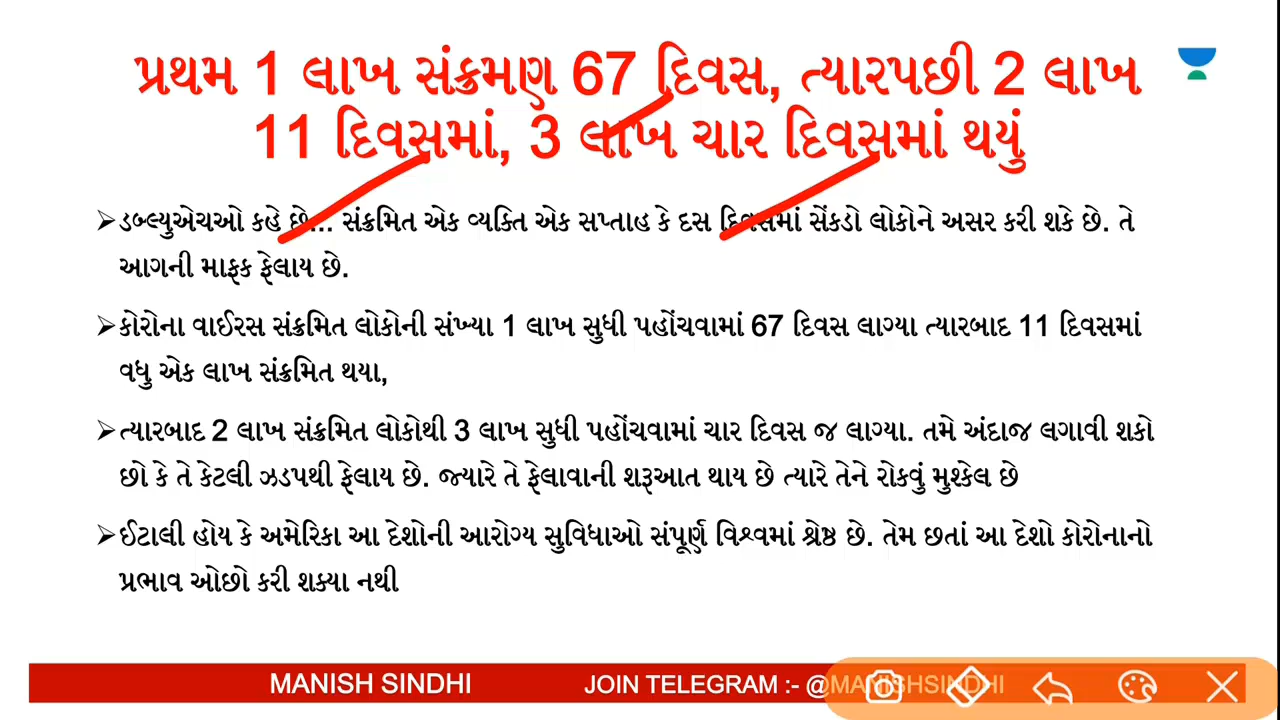 પ્રથમ 1 લાખ સંક્રમણ 67 દિવસ, ત્યારપછી 2 લાખ
11 દિવસમાં, 3 લાખ ચાર દિવસમાં થયું
➢ડબ્લ્યુએચઓ કહે છે... સંક્રમિત એક વ્યક્તિ એક સપ્તાહ કે દસ દિવસમાં સેંકડો લોકોને અસર કરી શકે છે. તે
આગની માફક ફેલાય છે.
➢કોરોના વાઈરસ સંક્રમિત લોકોની સંખ્યા 1 લાખ સુધી પહોંચવામાં 67 દિવસ લાગ્યા ત્યારબાદ 11 દિવસમાં
વધુ એક લાખ સંક્રમિત થયા,
➢ત્યારબાદ 2 લાખ સંક્રમિત લોકોથી 3 લાખ સુધી પહોંચવામાં ચાર દિવસ જ લાગ્યા. તમે અંદાજ લગાવી શકો
છો કે તે કેટલી ઝડપથી ફેલાય છે. જ્યારે તે ફેલાવાની શરૂઆત થાય છે ત્યારે તેને રોકવું મુશ્કેલ છે
➢ઈટાલી હોય કે અમેરિકા આ દેશોની આરોગ્ય સુવિધાઓ સંપૂર્ણ વિશ્વમાં શ્રેષ્ઠ છે. તેમ છતાં આ દેશો કોરોનાનો
પ્રભાવ ઓછો કરી શક્યા નથી
MANISH SINDHI JOIN TELEGRAM :- @MANISHSINDHI